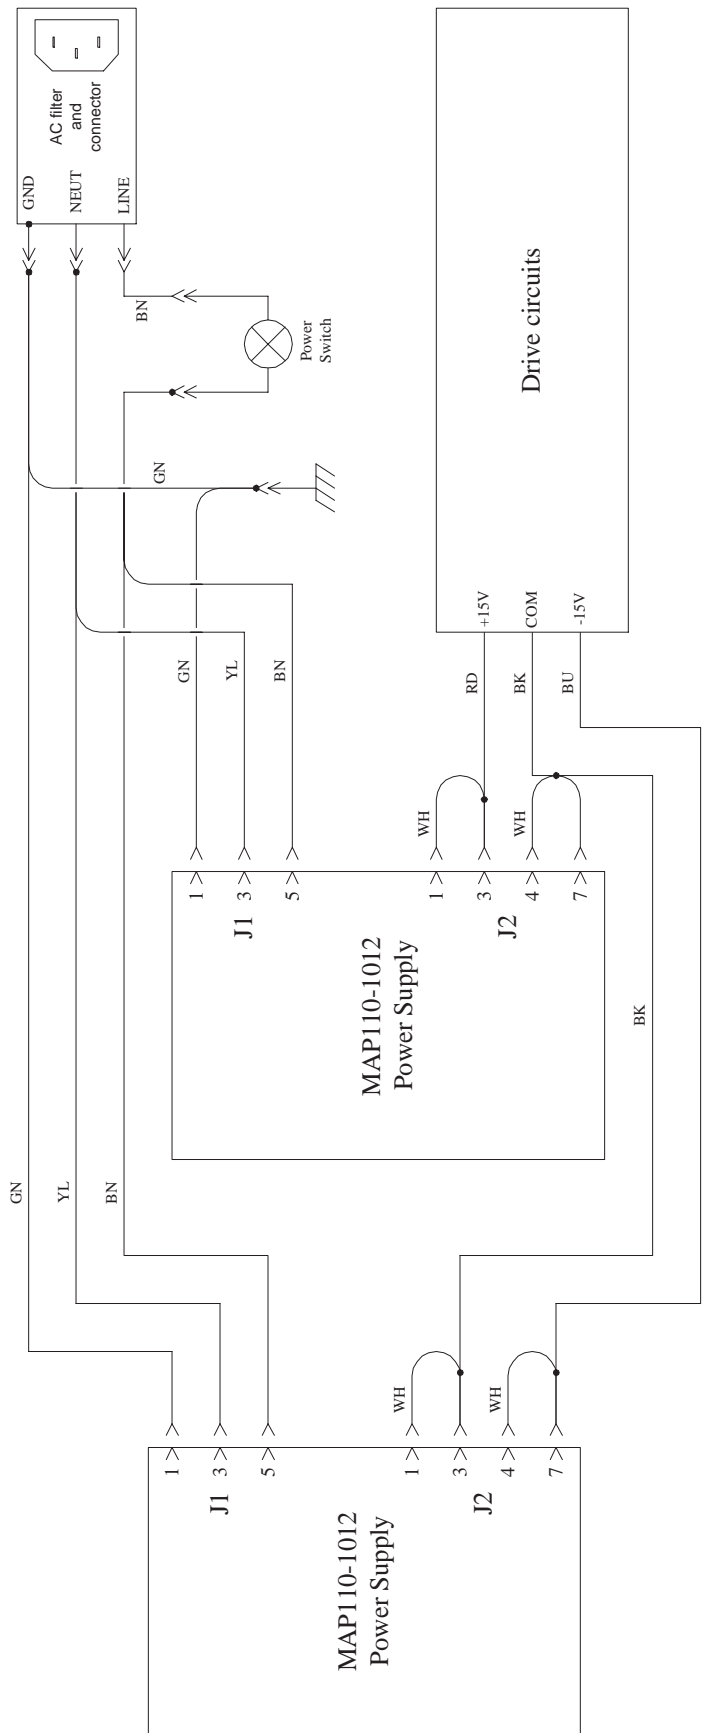 AC filter
and
connector
GND
NEUT
LINE
BN
Power
Switch
GN
GN
YL
BN
Drive circuits
+15V
COM
-15V
RD
BK
BU
WH
WH
1
3
5
J1
1
3
4
7
J2
MAP110-1012
Power Supply
BK
GN
YL
BN
WH
WH
1
3
5
J1
1
3
4
7
J2
MAP110-1012
Power Supply